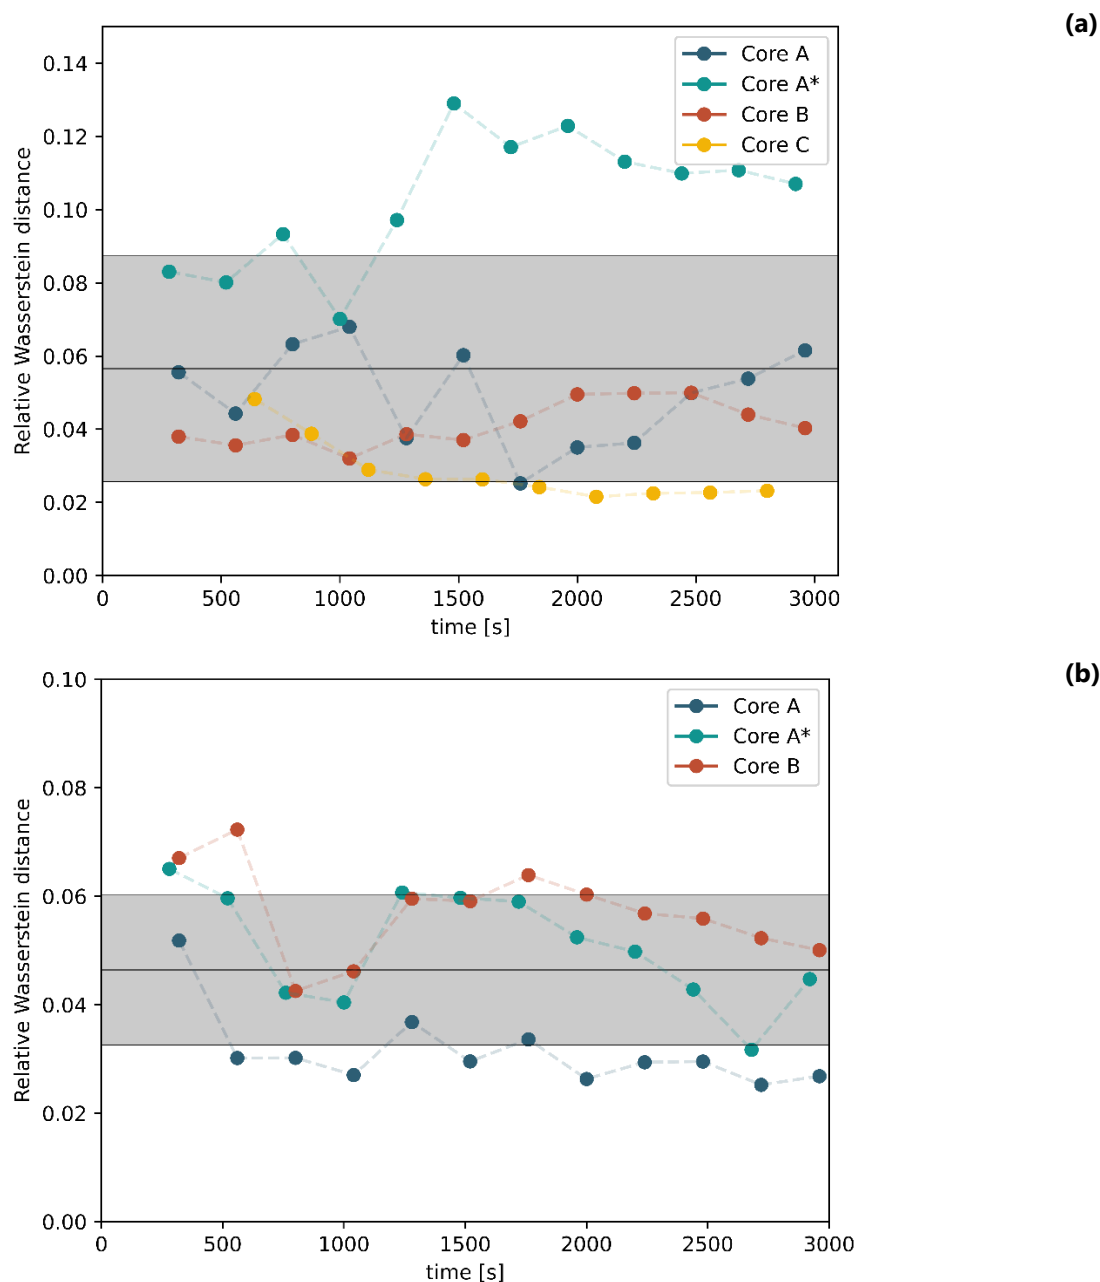 (a)
Core A
Core A*
Core B
Core C
0.14
0.12
0.10
0.08
0.06
0.04
0.02
0.00
Relative Wasserstein distance
0 500 1000 1500 2000 2500 3000
time [s]
(b)
Core A
Core A*
Core B
0.10
0.08
0.06
0.04
0.02
0.00
Relative Wasserstein distance
0 500 1000 1500 2000 2500 3000
time [s]